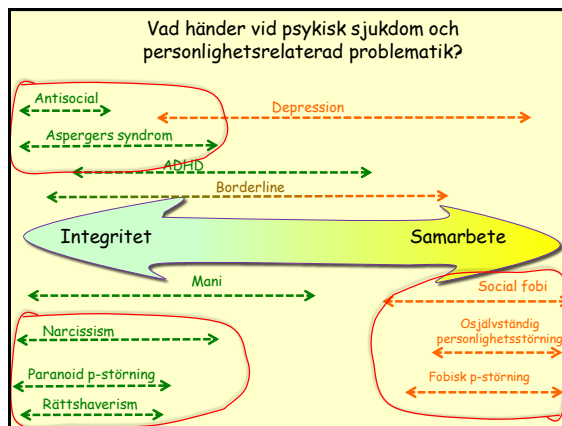 Vad händer vid psykisk sjukdom och
personlighetsrelaterad problematik?
Antisocial
Depression
Aspergers syndrom
ADHD
Borderline
Integritet
Samarbete
Mani
Social fobi
Narcissism
Osjälvständig
personlighetsstörning
Paranoid p-störning
Fobisk p-störning
Rättshaverism